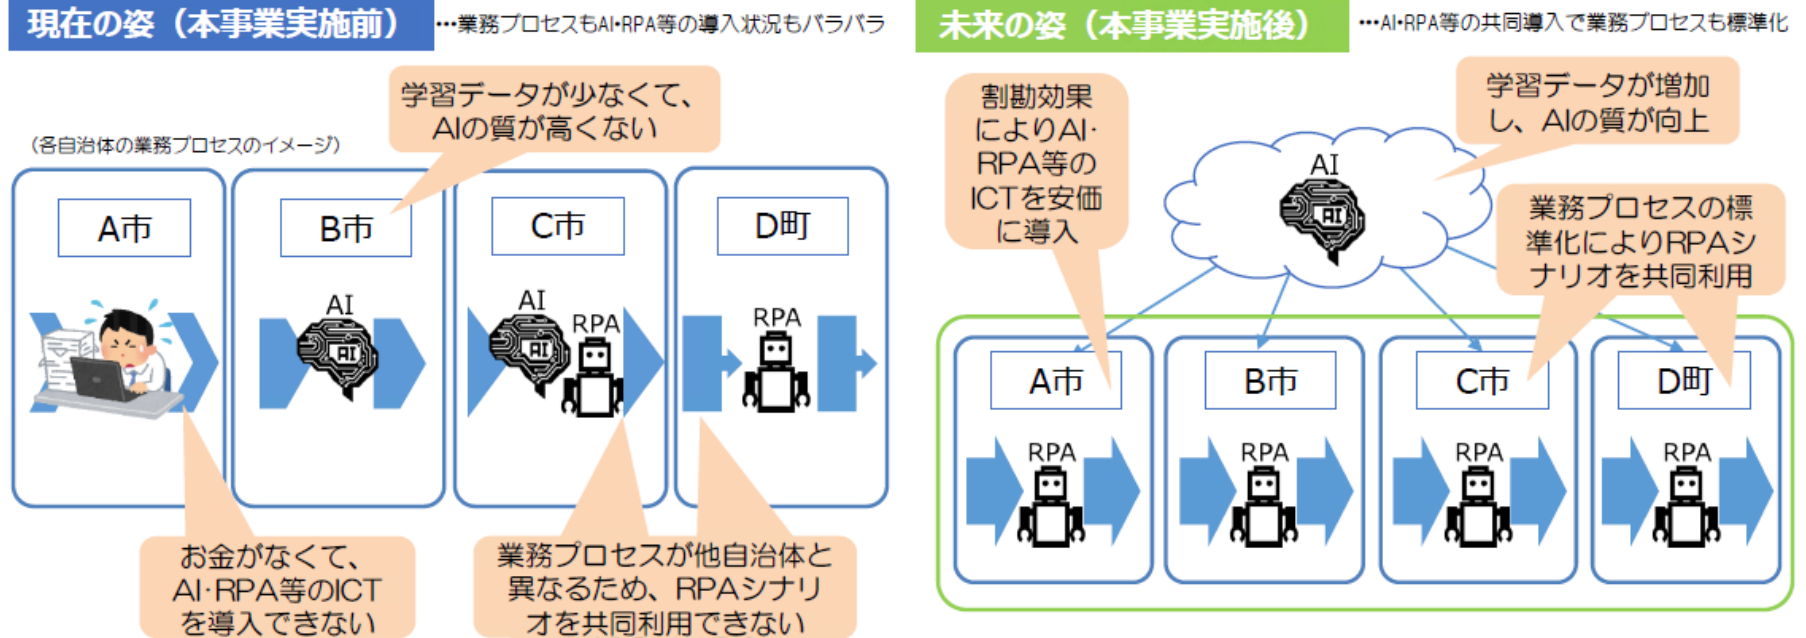 現在の姿（本事業実施前）
…業務プロセスもAI・RPA等の導入状況もバラバラ
学習データが少なくて、
AIの質が高くない
（各自治体の業務プロセスのイメージ）
A市
B市
C市
D町
AI
AI
AI
AI
RPA
RPA
お金がなくて、
AI・RPA等のICT
を導入できない
業務プロセスが他自治体と
異なるため、RPAシナリ
オを共同利用できない
未来の姿（本事業実施後）
…AI・RPA等の共同導入で業務プロセスも標準化
割勘効果
によりAI・
RPA等の
ICTを安価
に導入
学習データが増加
し、AIの質が向上
AI
AI
業務プロセスの標
準化によりRPAシ
ナリオを共同利用
A市
B市
C市
D町
RPA
RPA
RPA
RPA